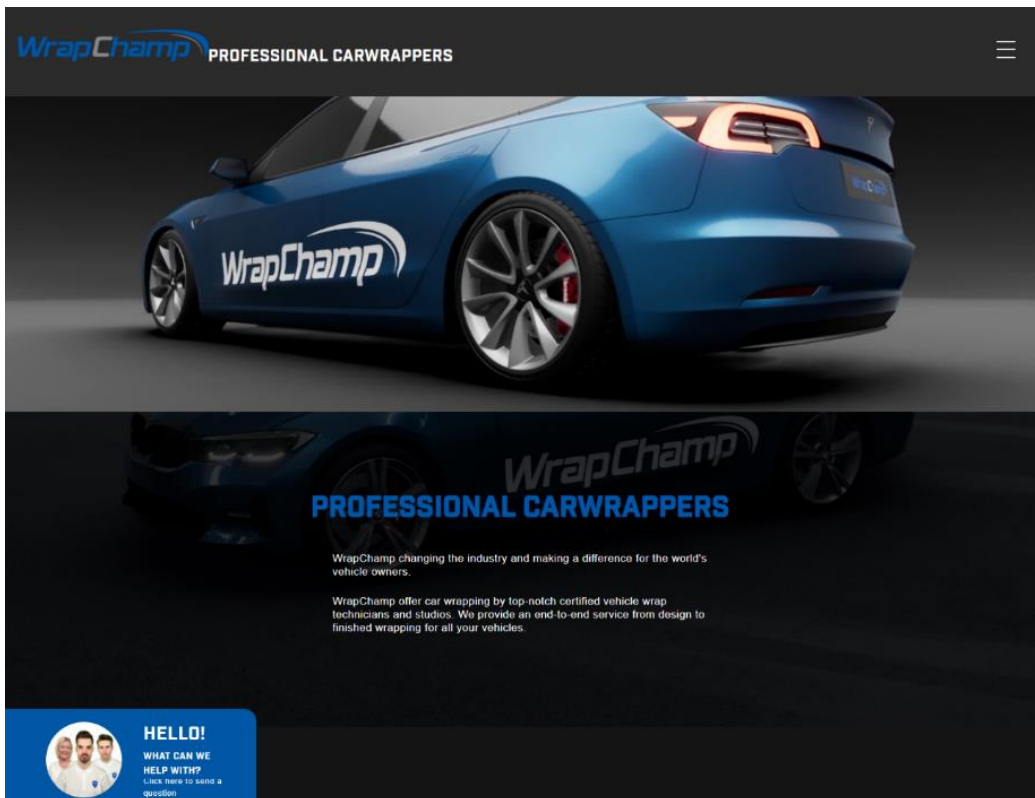 WrapChamp PROFESSIONAL CARWRAPPERS
WrapChamp
WrapChamp
WrapChamp
PROFESSIONAL CARWRAPPERS
WrapChamp changing the industry and making a difference for the world's
vehicle owners.
WrapChamp offer car wrapping by top-notch certified vehicle wrap
technicians and studios. We provide an end-to-end service from design to
finished wrapping for all your vehicles.
HELLO!
WHAT CAN WE
HELP WITH?
Click here to send a
question